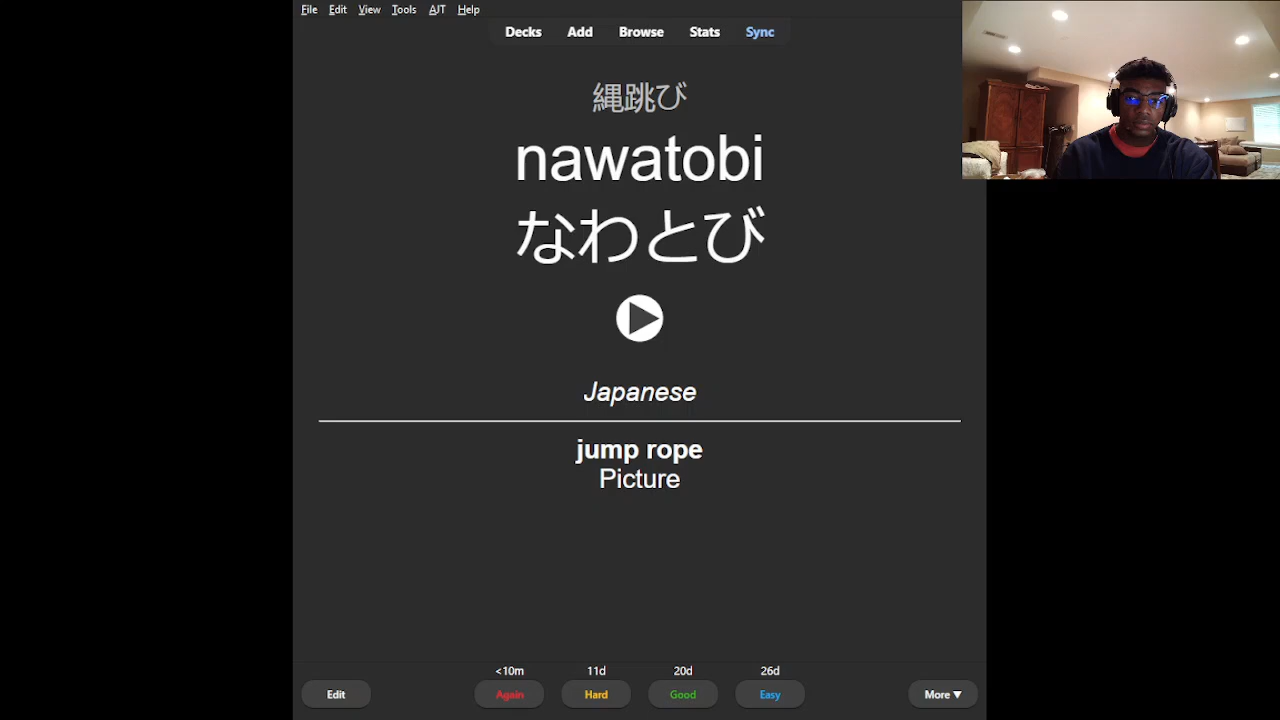 File Edit View Tools AJT Help
Decks Add Browse Stats Sync
縄跳び
nawatobi
なわとび
Japanese
jump rope
Picture
<10m 11d 20d 26d
Edit Again Hard Good Easy More ▼